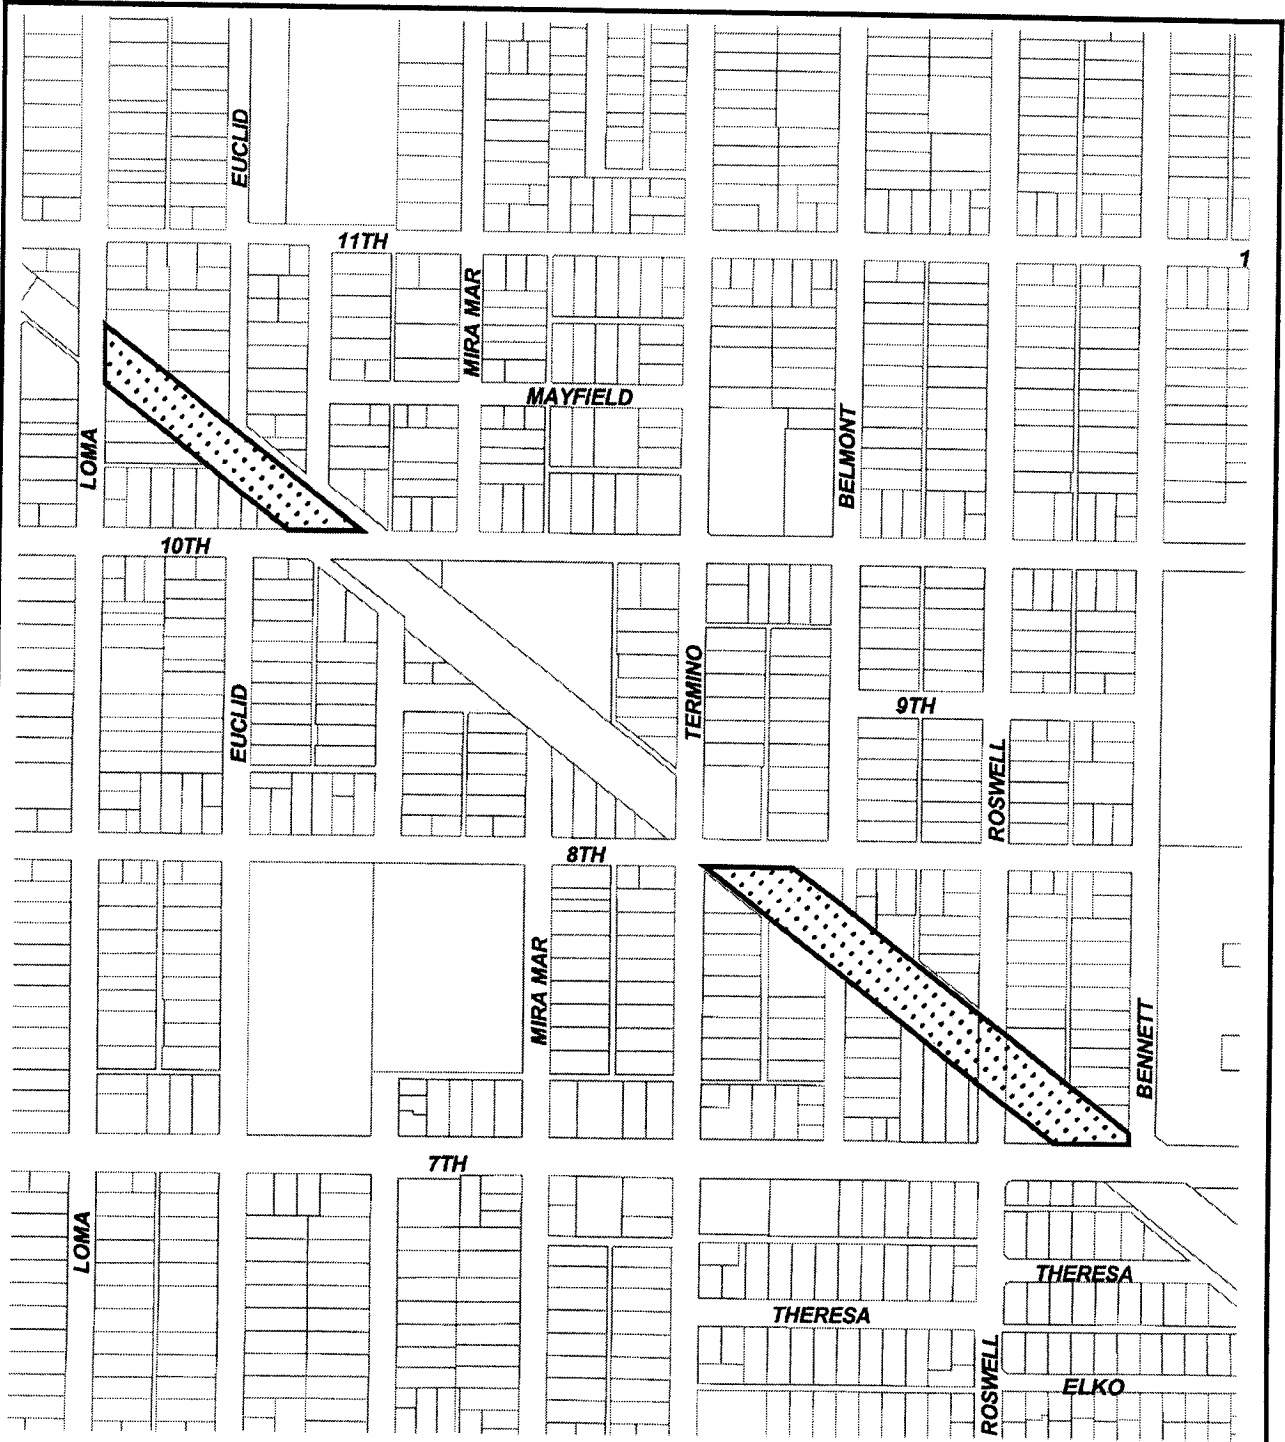 EUCLID
11TH
1
MIRA MAR
MAYFIELD
LOMA
BELMONT
10TH
EUCLID
TERMINO
9TH
ROSWELL
8TH
MIRA MAR
BENNETT
7TH
LOMA
THERESA
THERESA
ROSWELL
ELKO